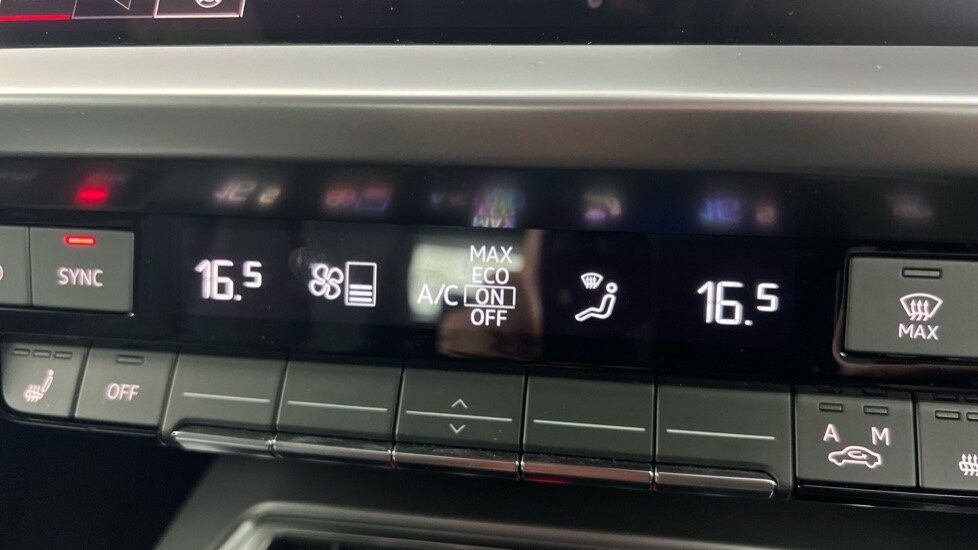 SYNC
16.5
MAX
ECO
A/C ON
OFF
16.5
MAX
OFF
A M